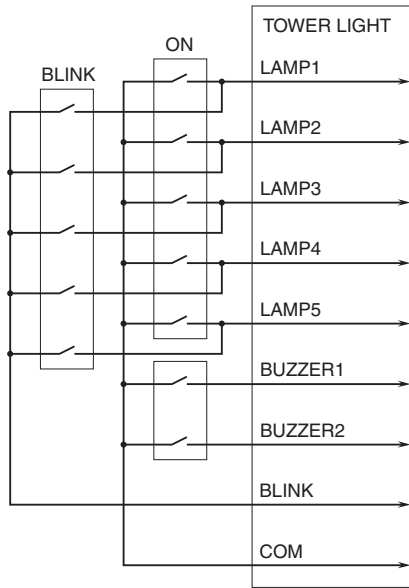 TOWER LIGHT
ON
BLINK
LAMP1
LAMP2
LAMP3
LAMP4
LAMP5
BUZZER1
BUZZER2
BLINK
COM